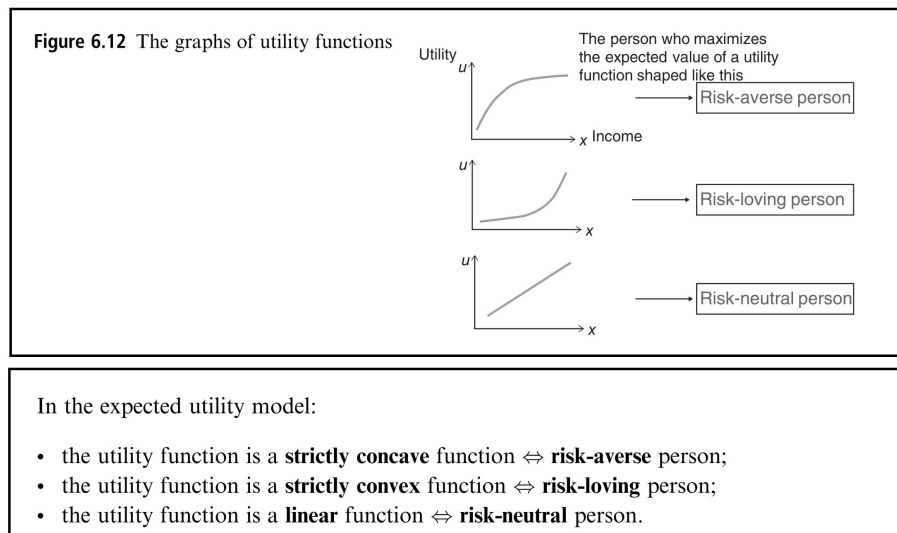 Figure 6.12 The graphs of utility functions
Utility
The person who maximizes
the expected value of a utility
function shaped like this
u
Risk-averse person
x Income
u
Risk-loving person
x
u
Risk-neutral person
x
In the expected utility model:
• the utility function is a strictly concave function ⇔ risk-averse person;
• the utility function is a strictly convex function ⇔ risk-loving person;
• the utility function is a linear function ⇔ risk-neutral person.